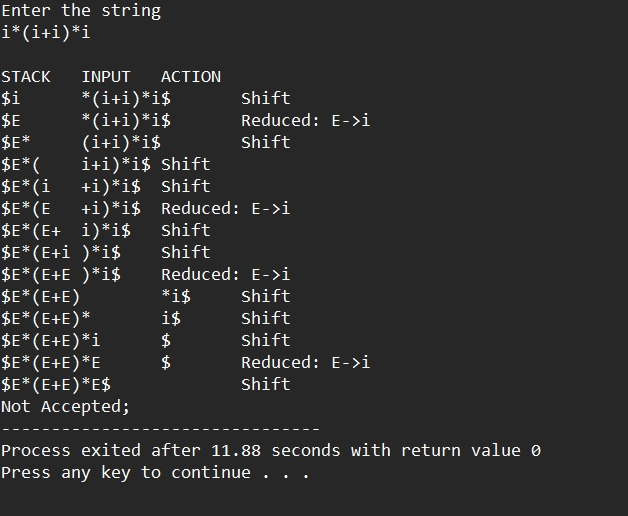 Enter the string
i*(i+i)*i
STACK INPUT ACTION
$i *(i+i)*i$ Shift
$E *(i+i)*i$ Reduced: E->i
$E* (i+i)*i$ Shift
$E*( i+i)*i$ Shift
$E*(i +i)*i$ Shift
$E*(E +i)*i$ Reduced: E->i
$E*(E+ i)*i$ Shift
$E*(E+i )*i$ Shift
$E*(E+E )*i$ Reduced: E->i
$E*(E+E) *i$ Shift
$E*(E+E)* i$ Shift
$E*(E+E)*i $ Shift
$E*(E+E)*E $ Reduced: E->i
$E*(E+E)*E$ Shift
Not Accepted;
--------------------------------
Process exited after 11.88 seconds with return value 0
Press any key to continue . . .